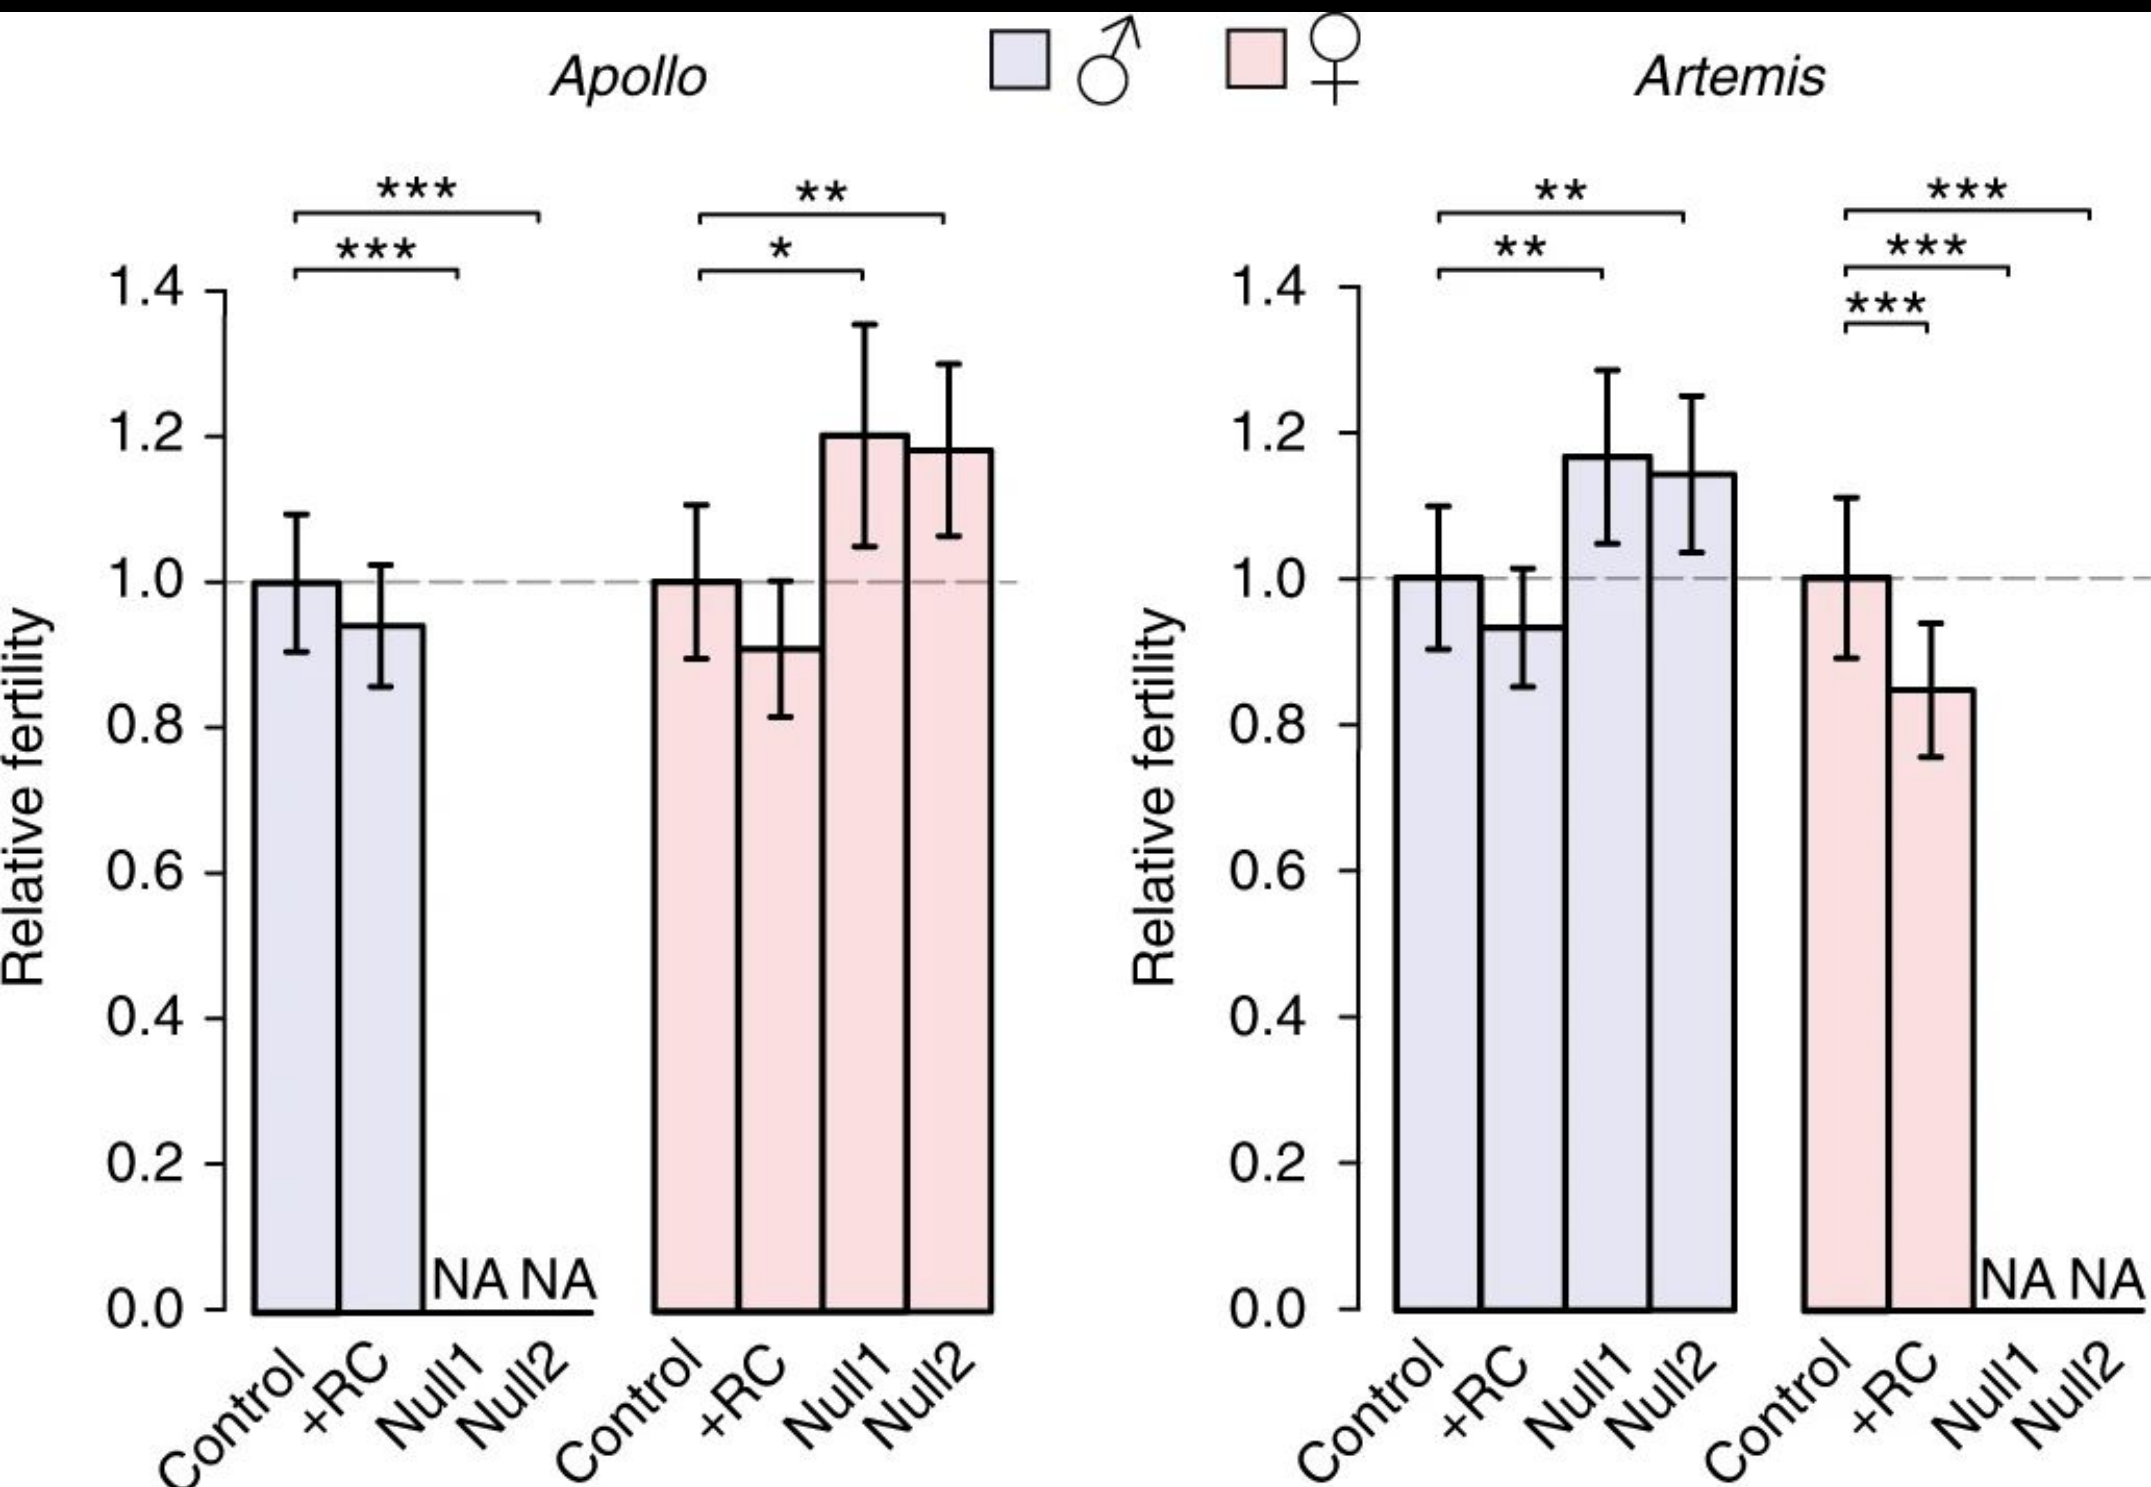 Apollo ♂ ♀ Artemis
*** ** ** ***
*** * ** ***
***
1.4 1.4
1.2 1.2
1.0 1.0
0.8 0.8
0.6 0.6
0.4 0.4
0.2 0.2
0.0 0.0
Relative fertility
Relative fertility
NA NA
NA NA
Control +RC Null1 Null2 Control +RC Null1 Null2
Control +RC Null1 Null2 Control +RC Null1 Null2